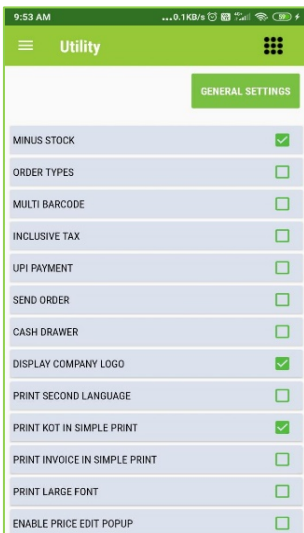 9:53 AM ...0.1KB/s
Utility
GENERAL SETTINGS
MINUS STOCK
ORDER TYPES
MULTI BARCODE
INCLUSIVE TAX
UPI PAYMENT
SEND ORDER
CASH DRAWER
DISPLAY COMPANY LOGO
PRINT SECOND LANGUAGE
PRINT KOT IN SIMPLE PRINT
PRINT INVOICE IN SIMPLE PRINT
PRINT LARGE FONT
ENABLE PRICE EDIT POPUP